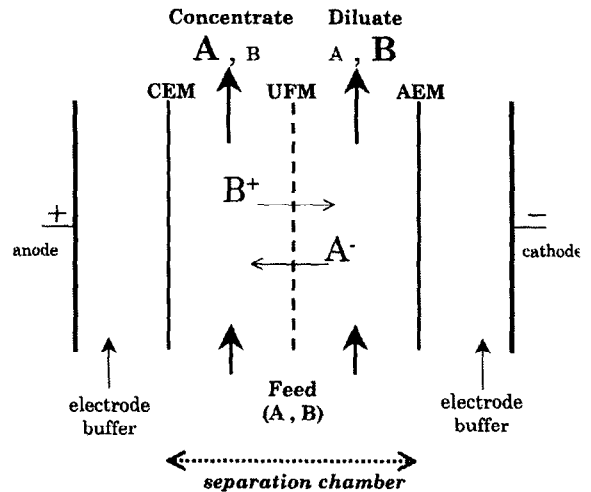 Concentrate Diluate
A , B A , B
CEM UFM AEM
B+
+ −
anode cathode
A-
Feed
(A , B)
electrode electrode
buffer buffer
separation chamber